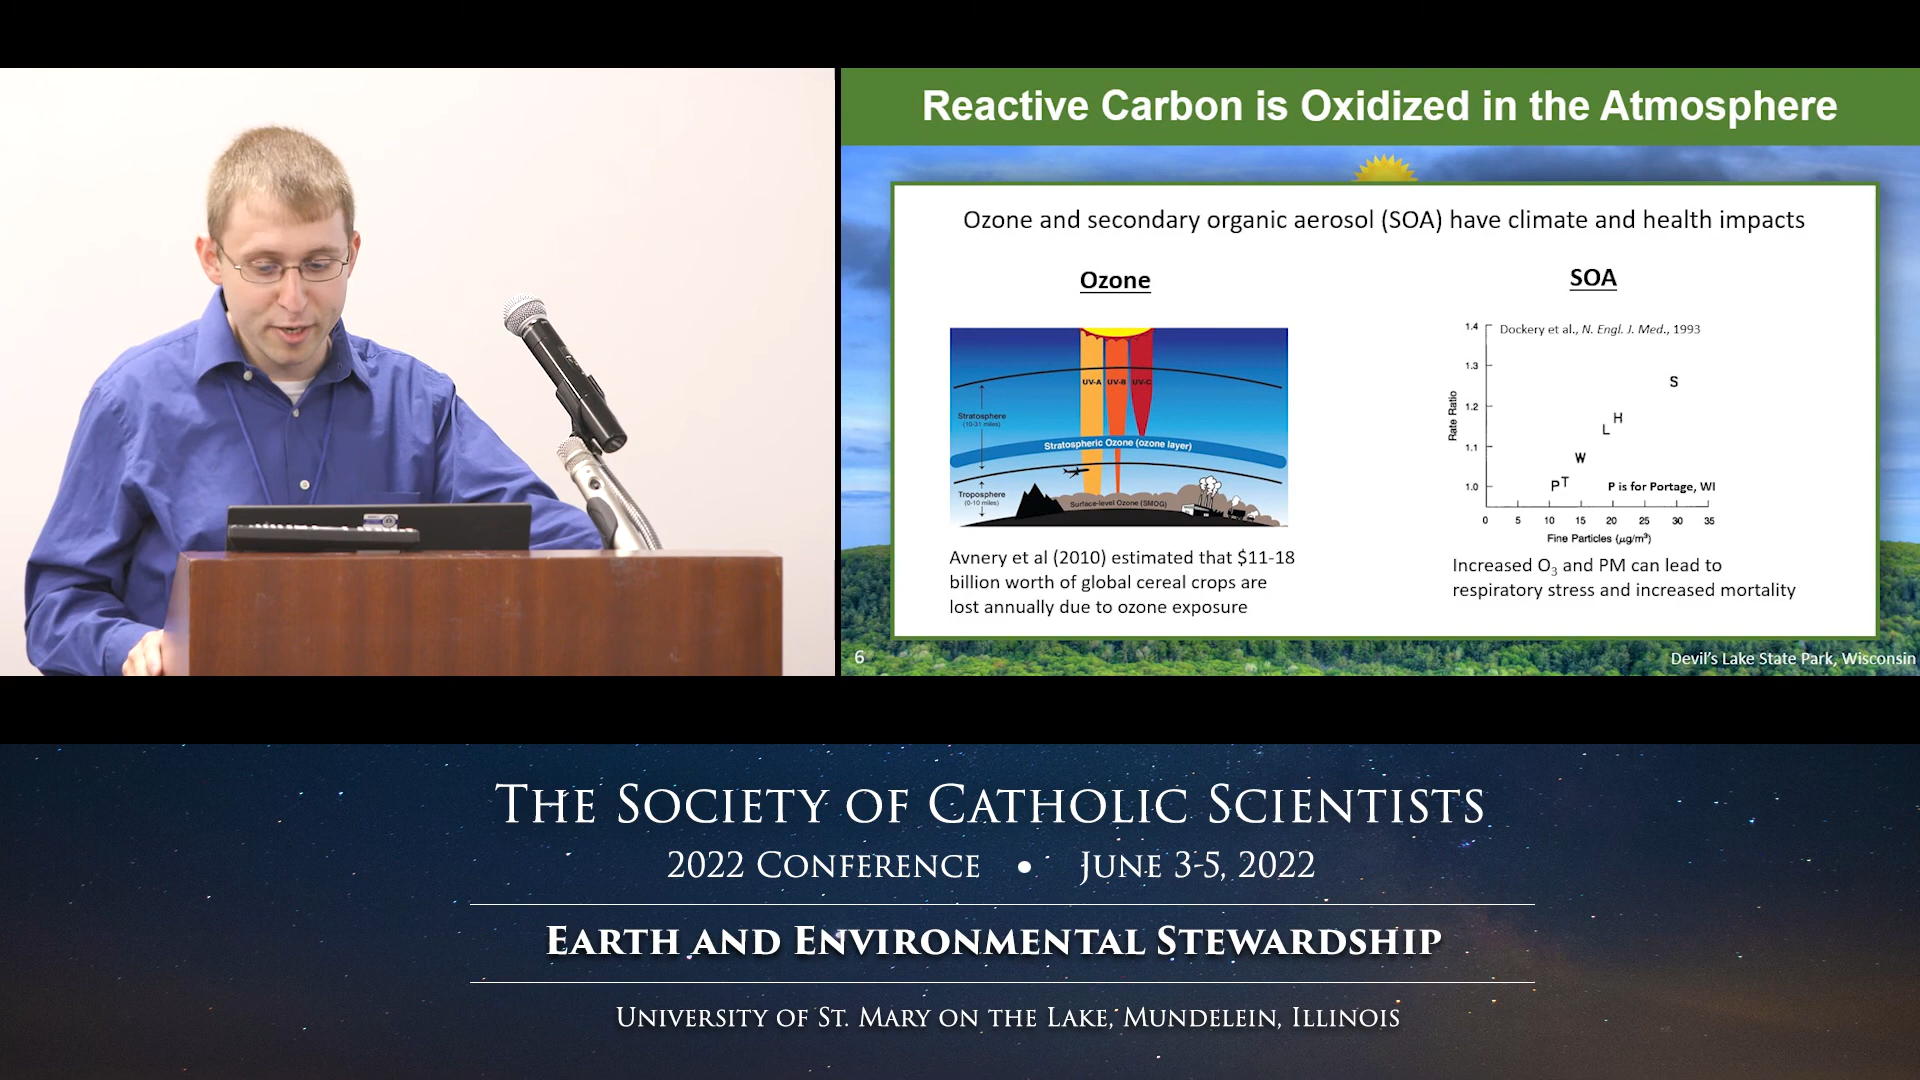 Reactive Carbon is Oxidized in the Atmosphere
Ozone and secondary organic aerosol (SOA) have climate and health impacts
Ozone
UV-A UV-B UV-C
Stratosphere
(10-31 miles)
Stratospheric Ozone (ozone layer)
Troposphere
(0-10 miles)
Surface-level Ozone (SMOG)
Avnery et al (2010) estimated that $11-18
billion worth of global cereal crops are
lost annually due to ozone exposure
SOA
Dockery et al., N. Engl. J. Med., 1993
Rate Ratio
1.4
1.3
1.2
1.1
1.0
S
H
L
W
P T
P is for Portage, WI
0 5 10 15 20 25 30 35
Fine Particles (µg/m³)
Increased O₃ and PM can lead to
respiratory stress and increased mortality
6
Devil's Lake State Park, Wisconsin
THE SOCIETY OF CATHOLIC SCIENTISTS
2022 CONFERENCE • JUNE 3-5, 2022
EARTH AND ENVIRONMENTAL STEWARDSHIP
UNIVERSITY OF ST. MARY ON THE LAKE, MUNDELEIN, ILLINOIS